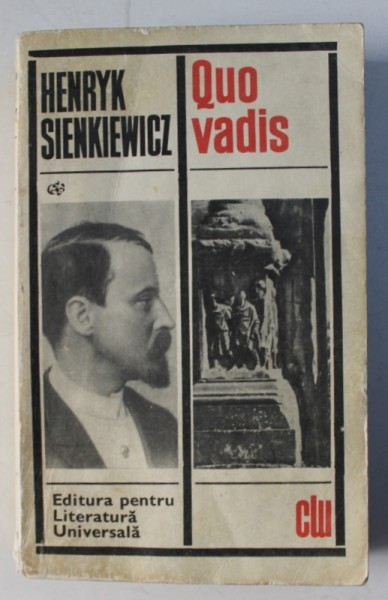 HENRYK
SIENKIEWICZ
Quo
vadis
Editura pentru
Literatură
Universală
clu